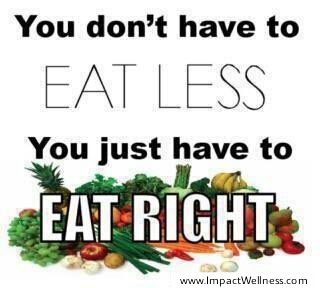 You don't have to
EAT LESS
You just have to
EAT RIGHT
www.ImpactWellness.com